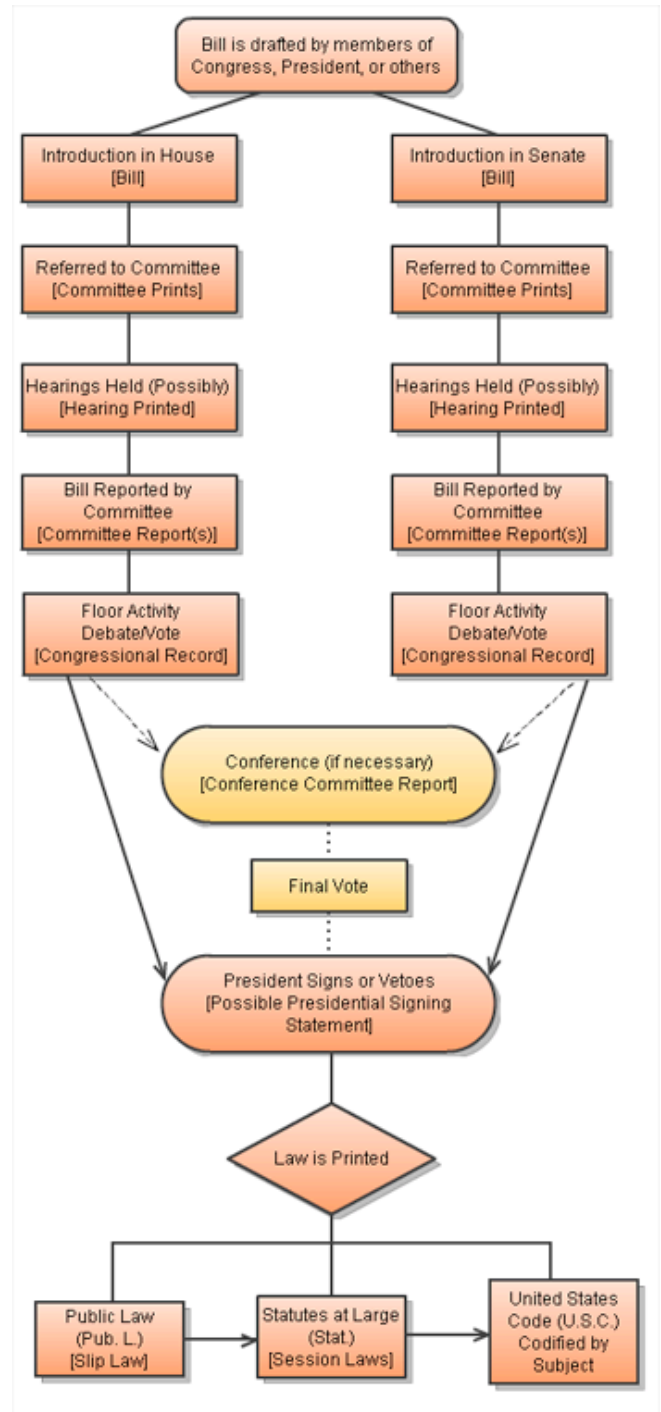 Bill is drafted by members of
Congress, President, or others
Introduction in House
[Bill]
Introduction in Senate
[Bill]
Referred to Committee
[Committee Prints]
Referred to Committee
[Committee Prints]
Hearings Held (Possibly)
[Hearing Printed]
Hearings Held (Possibly)
[Hearing Printed]
Bill Reported by
Committee
[Committee Report(s)]
Bill Reported by
Committee
[Committee Report(s)]
Floor Activity
Debate/Vote
[Congressional Record]
Floor Activity
Debate/Vote
[Congressional Record]
Conference (if necessary)
[Conference Committee Report]
Final Vote
President Signs or Vetoes
[Possible Presidential Signing
Statement]
Law is Printed
Public Law
(Pub. L.)
[Slip Law]
Statutes at Large
(Stat.)
[Session Laws]
United States
Code (U.S.C.)
Codified by
Subject